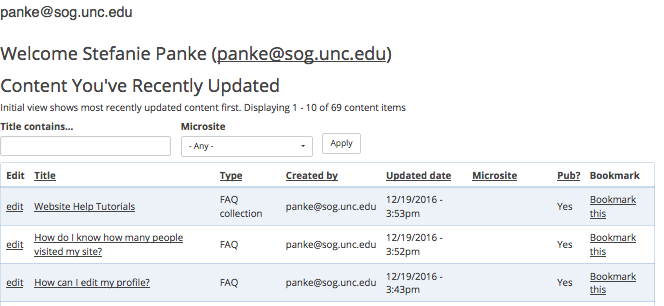 panke@sog.unc.edu
Welcome Stefanie Panke (panke@sog.unc.edu)
Content You've Recently Updated
Initial view shows most recently updated content first. Displaying 1 - 10 of 69 content items
Title contains... Microsite
- Any - Apply
Edit Title Type Created by Updated date Microsite Pub? Bookmark
edit Website Help Tutorials FAQ collection panke@sog.unc.edu 12/19/2016 - 3:53pm Yes Bookmark this
edit How do I know how many people visited my site? FAQ panke@sog.unc.edu 12/19/2016 - 3:52pm Yes Bookmark this
edit How can I edit my profile? FAQ panke@sog.unc.edu 12/19/2016 - 3:43pm Yes Bookmark this